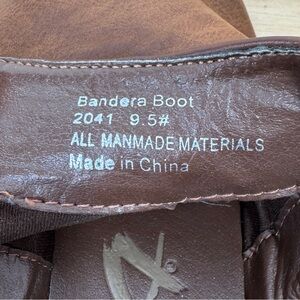 Bandera Boot
2041 9.5#
ALL MANMADE MATERIALS
Made in China